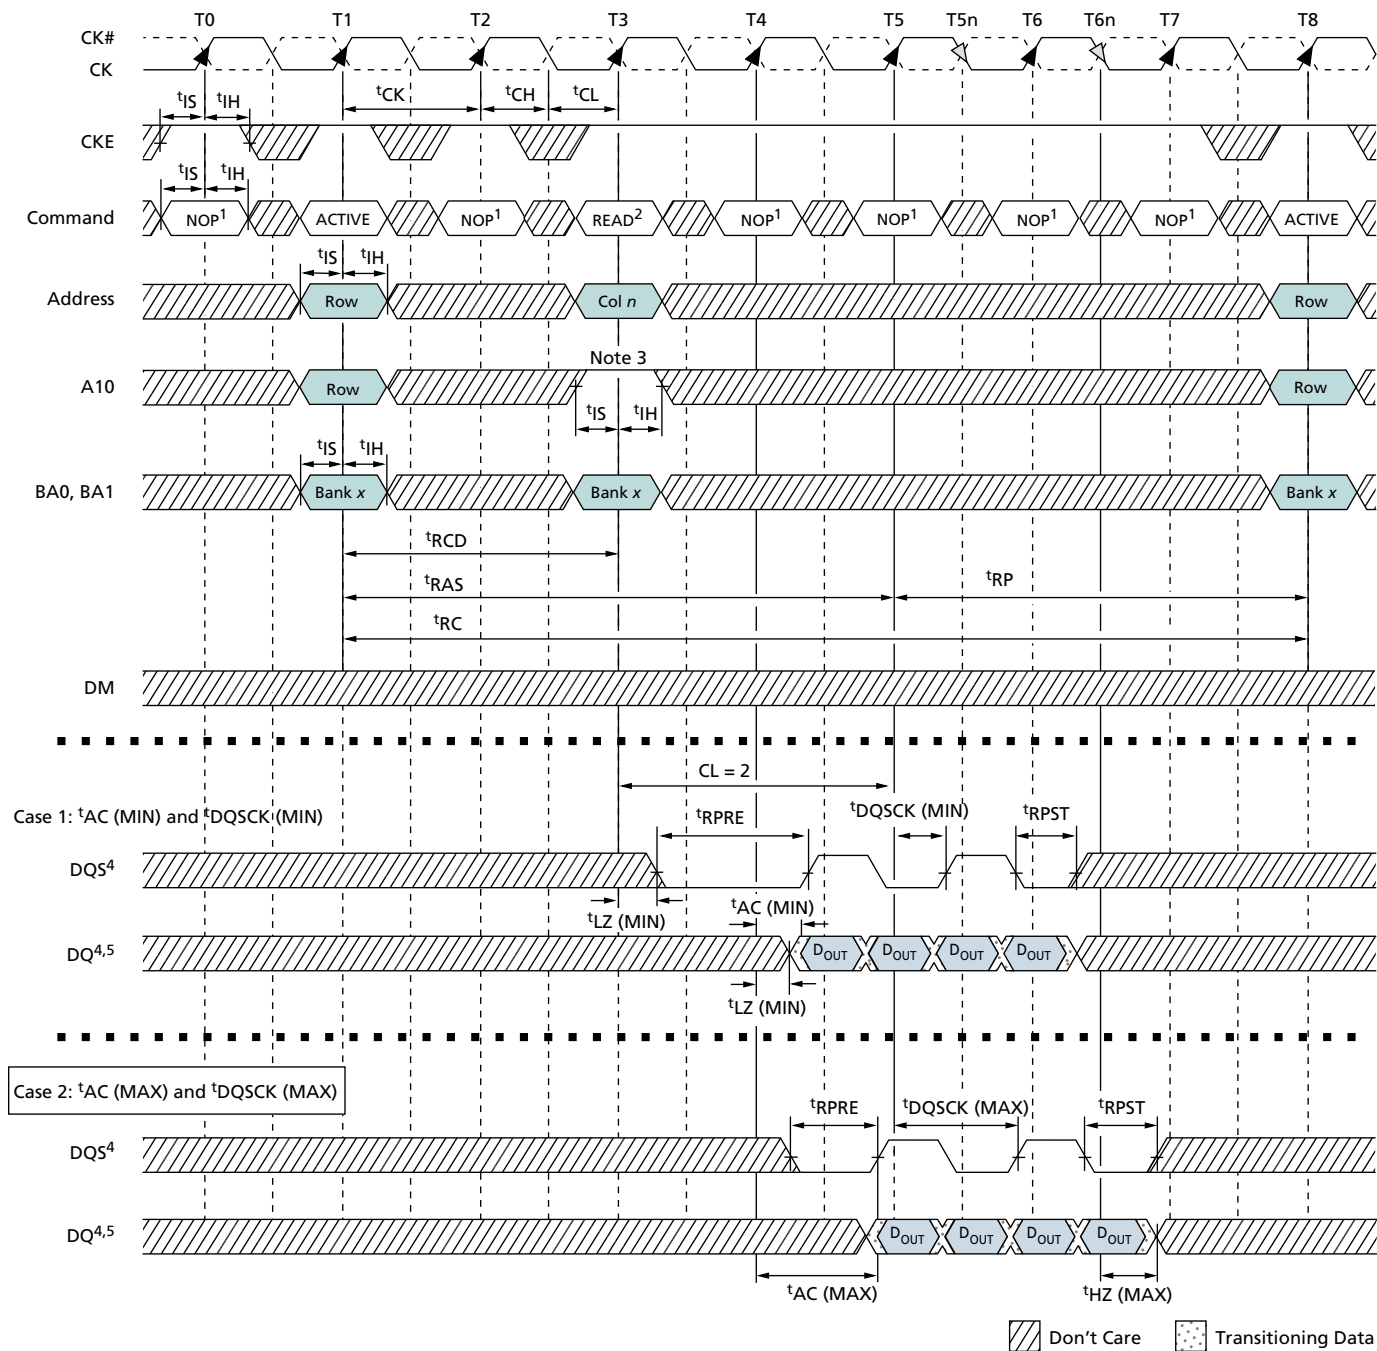 T0 T1 T2 T3 T4 T5 T5n T6 T6n T7 T8
CK#
CK
tIS tIH tCK tCH tCL
CKE
tIS tIH
Command NOP1 ACTIVE NOP1 READ2 NOP1 NOP1 NOP1 NOP1 ACTIVE
tIS tIH
Address Row Col n Row
Note 3
A10 Row Row
tIS tIH
tIS tIH
BA0, BA1 Bank x Bank x Bank x
tRCD
tRAS tRP
tRC
DM
CL = 2
Case 1: tAC (MIN) and tDQSCK (MIN)
tRPRE tDQSCK (MIN) tRPST
DQS4
tLZ (MIN) tAC (MIN)
DQ4,5 DOUT DOUT DOUT DOUT
tLZ (MIN)
Case 2: tAC (MAX) and tDQSCK (MAX)
tRPRE tDQSCK (MAX) tRPST
DQS4
DQ4,5 DOUT DOUT DOUT DOUT
tAC (MAX) tHZ (MAX)
Don't Care Transitioning Data